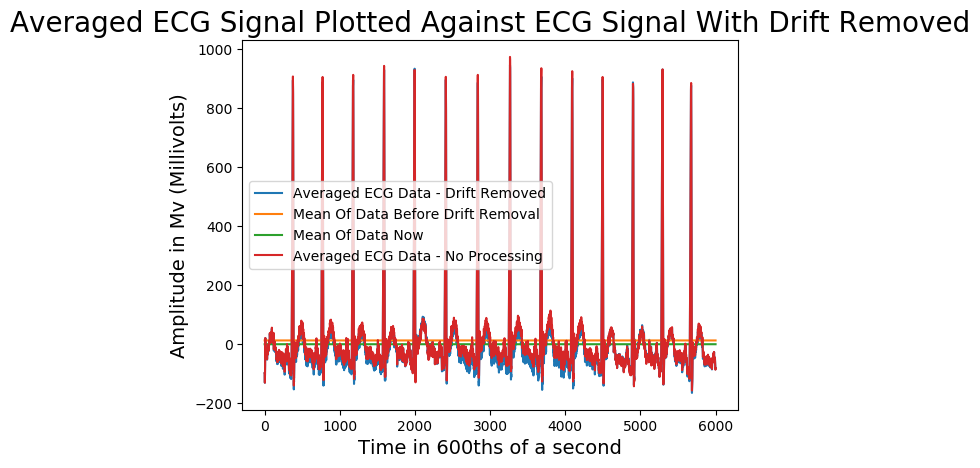 Averaged ECG Signal Plotted Against ECG Signal With Drift Removed
1000
800
600
400
200
0
−200
Amplitude in Mv (Millivolts)
Averaged ECG Data - Drift Removed
Mean Of Data Before Drift Removal
Mean Of Data Now
Averaged ECG Data - No Processing
0 1000 2000 3000 4000 5000 6000
Time in 600ths of a second